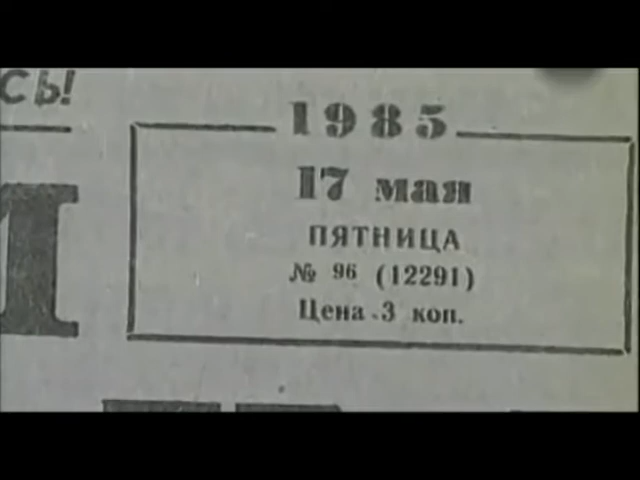 СЬ!
1985
17 мая
ПЯТНИЦА
№ 96 (12291)
Цена 3 коп.